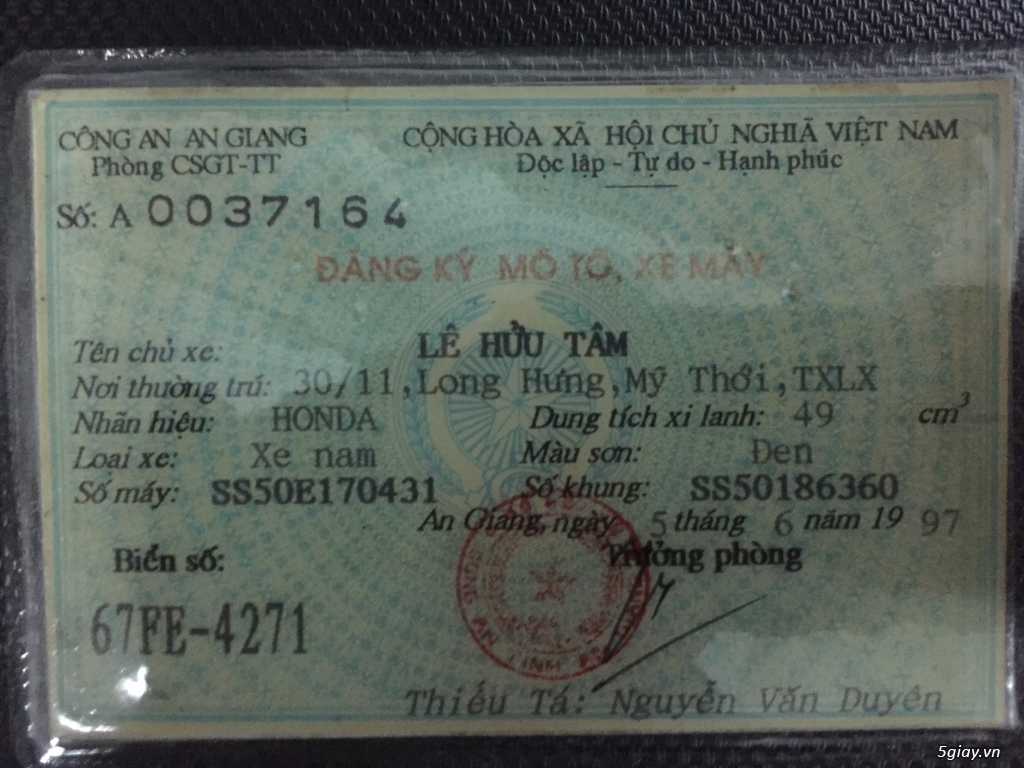 CÔNG AN AN GIANG
Phòng CSGT-TT
CỘNG HÒA XÃ HỘI CHỦ NGHIÃ VIỆT NAM
Độc lập - Tự do - Hạnh phúc
Số: A 0037164
ĐĂNG KÝ MÔ TÔ, XE MÁY
Tên chủ xe: LÊ HỬU TÂM
Nơi thường trú: 30/11,Long Hưng,Mỹ Thới,TXLX
Nhãn hiệu: HONDA Dung tích xi lanh: 49 cm³
Loại xe: Xe nam Màu sơn: Đen
Số máy: SS50E170431 Số khung: SS50186360
An Giang, ngày 5 tháng 6 năm 19 97
Biển số: Trưởng phòng
67FE-4271
Thiếu Tá: Nguyễn Văn Duyên
5giay.vn